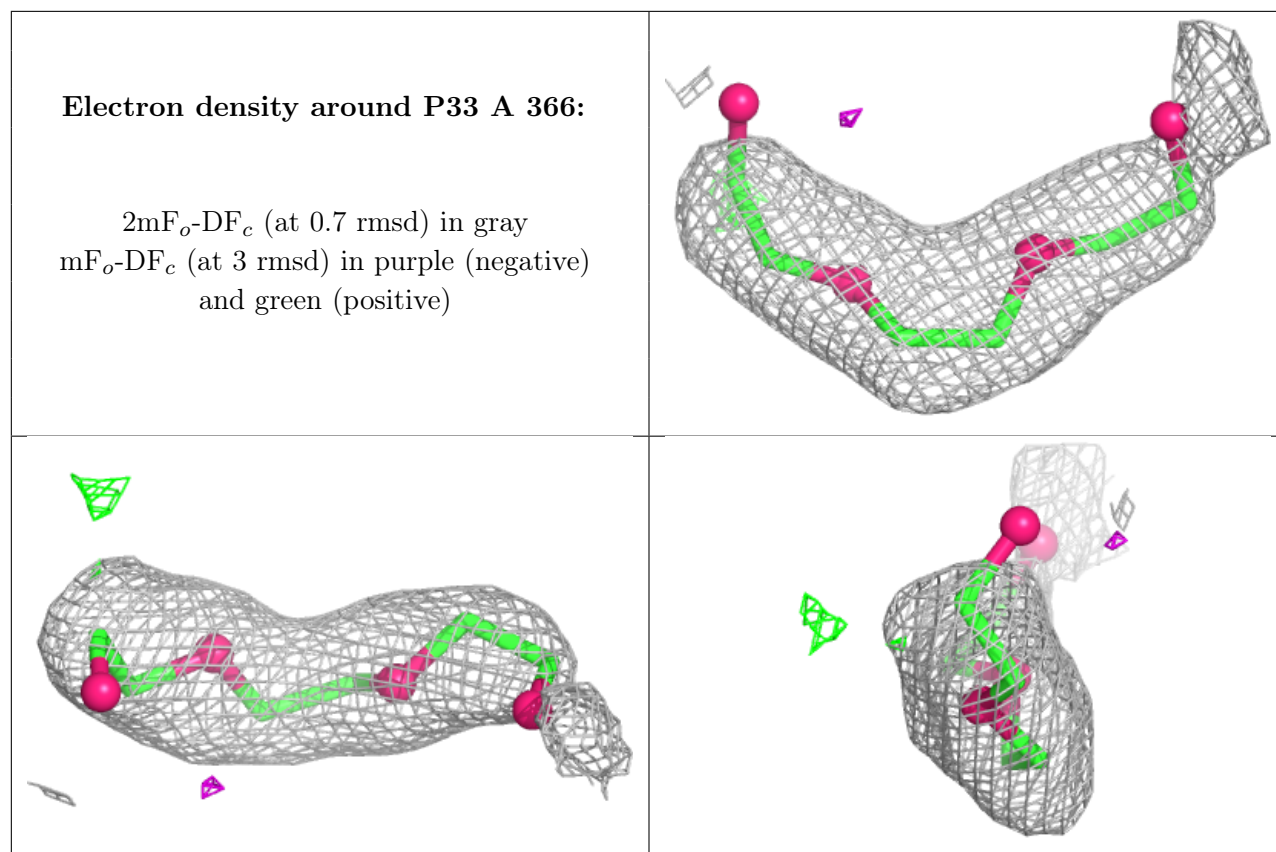 Electron density around P33 A 366:
2mFo-DFc (at 0.7 rmsd) in gray
mFo-DFc (at 3 rmsd) in purple (negative)
and green (positive)